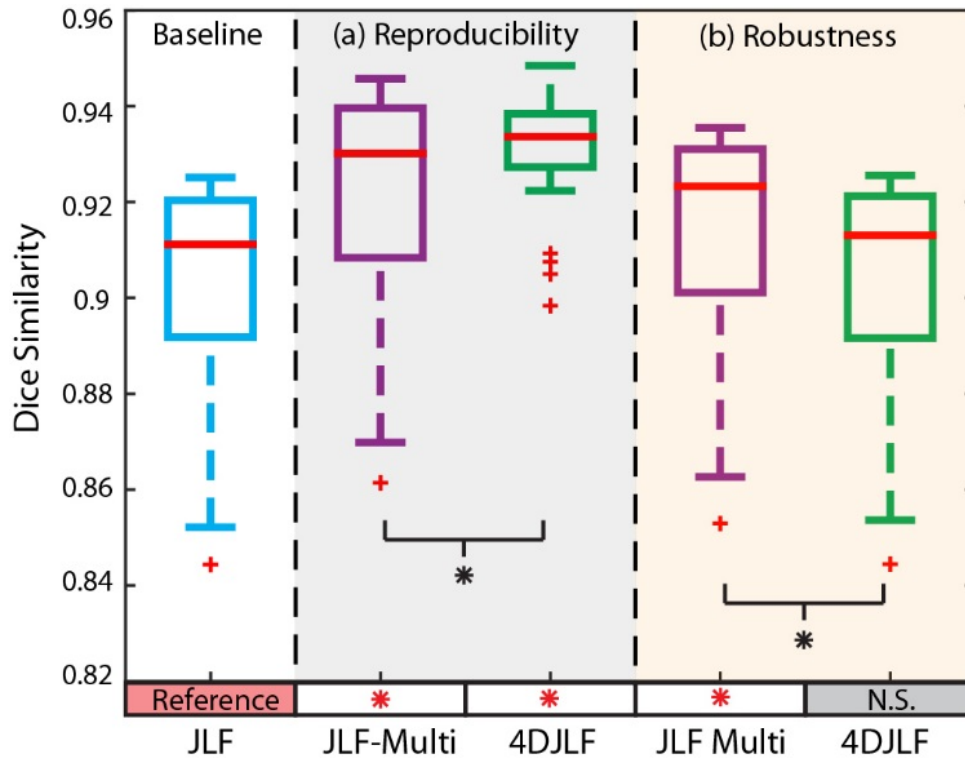 Baseline (a) Reproducibility (b) Robustness
Dice Similarity
0.96
0.94
0.92
0.9
0.88
0.86
0.84
0.82
* *
Reference * * * N.S.
JLF JLF-Multi 4DJLF JLF Multi 4DJLF